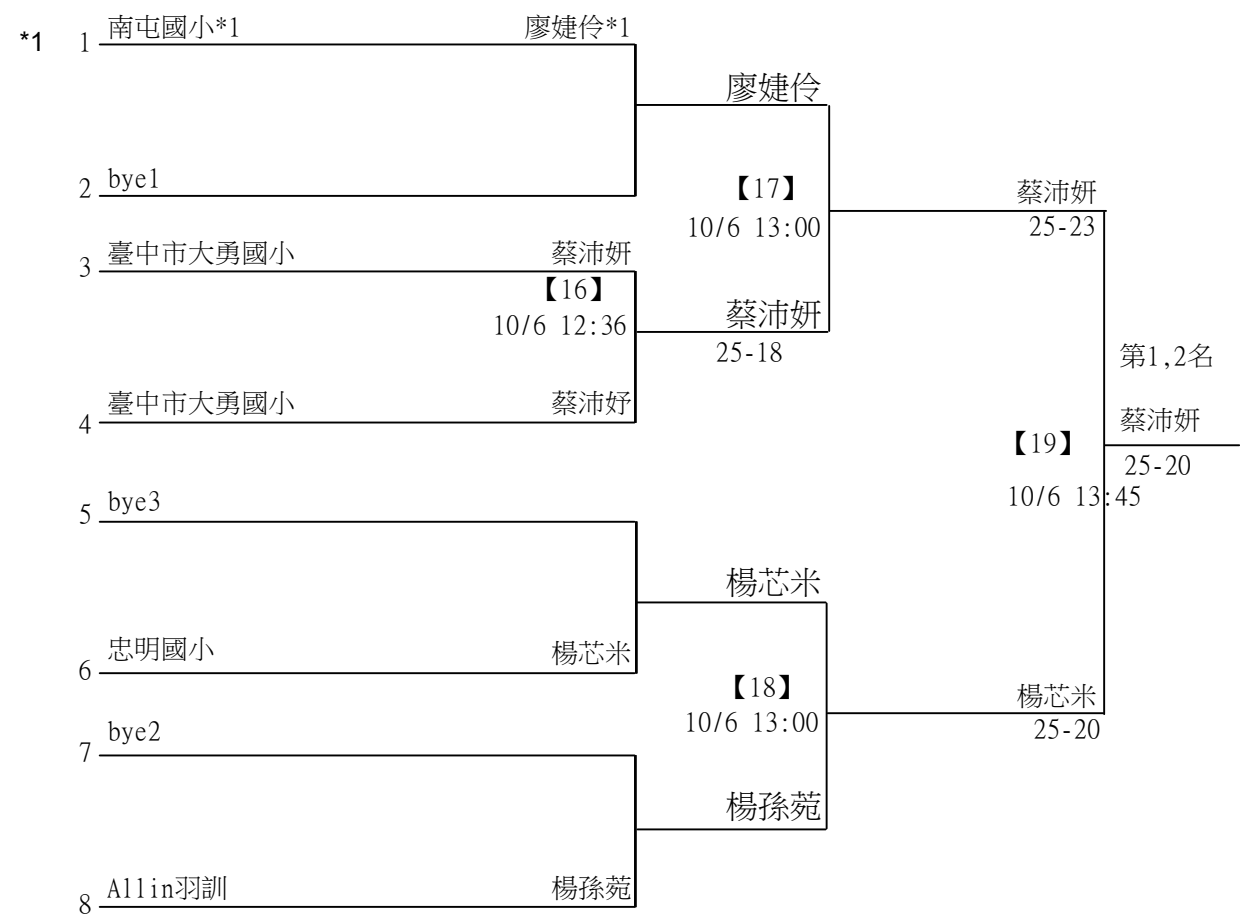 *1 1 南屯國小*1 廖婕伶*1
廖婕伶
2 bye1
【17】
10/6 13:00
蔡沛妍
25-23
3 臺中市大勇國小 蔡沛妍
【16】
10/6 12:36
蔡沛妍
25-18
4 臺中市大勇國小 蔡沛妤
第1,2名
蔡沛妍
25-20
【19】
10/6 13:45
5 bye3
楊芯米
6 忠明國小 楊芯米
【18】
10/6 13:00
楊芯米
25-20
7 bye2
楊孫菀
8 Allin羽訓 楊孫菀